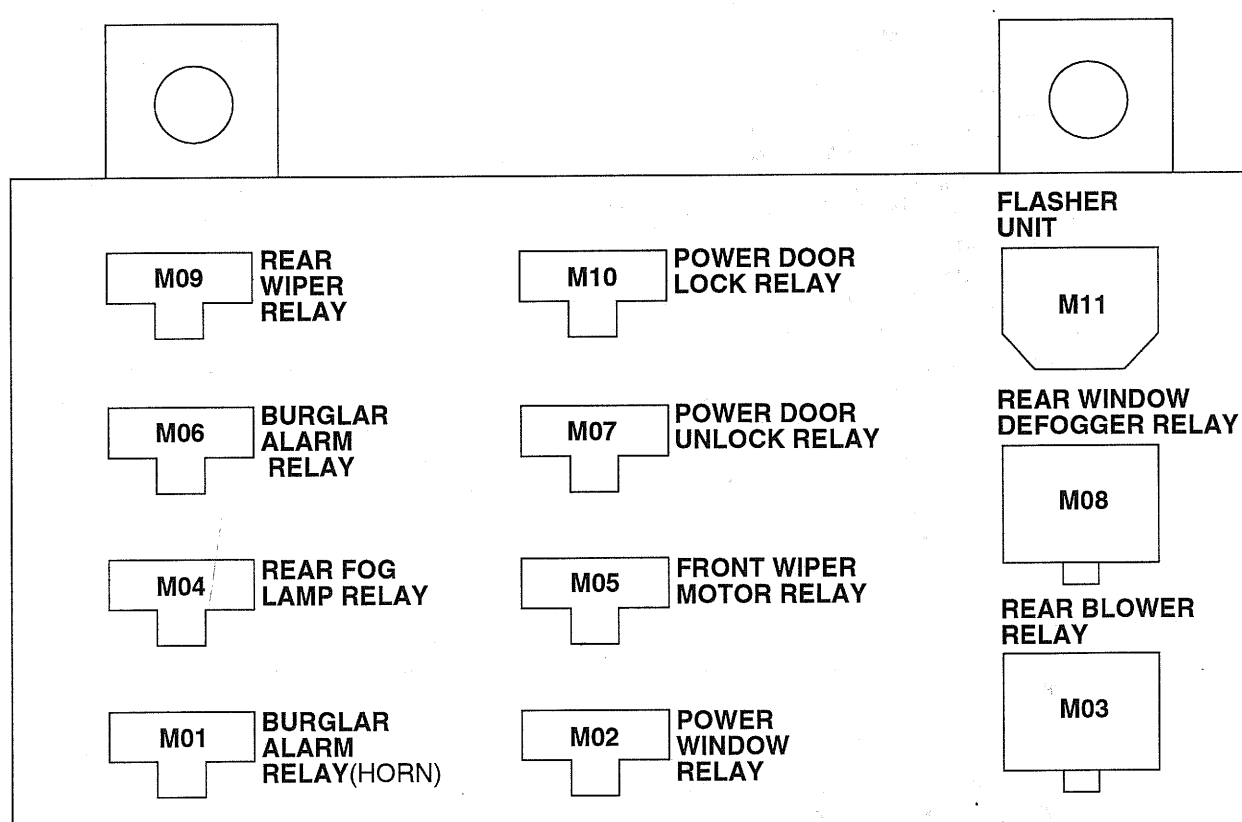 FLASHER
UNIT
M09
REAR
WIPER
RELAY
M10
POWER DOOR
LOCK RELAY
M11
M06
BURGLAR
ALARM
RELAY
M07
POWER DOOR
UNLOCK RELAY
REAR WINDOW
DEFOGGER RELAY
M08
M04
REAR FOG
LAMP RELAY
M05
FRONT WIPER
MOTOR RELAY
REAR BLOWER
RELAY
M01
BURGLAR
ALARM
RELAY(HORN)
M02
POWER
WINDOW
RELAY
M03